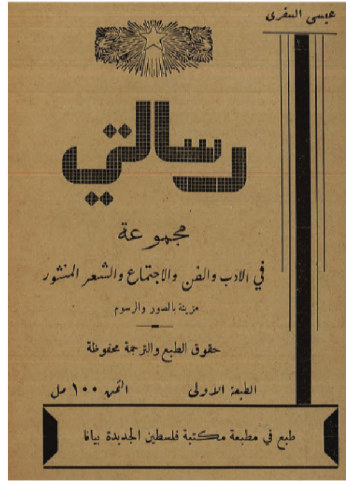 عيسى السفري
رسالتي
مجموعة
في الادب والفن والاجتماع والشعر المنثور
مزينة بالصور والرسوم
حقوق الطبع والترجمة محفوظة
الطبعة الاولى الثمن ١٠٠ مل
طبع في مطبعة مكتبة فلسطين الجديدة بيافا